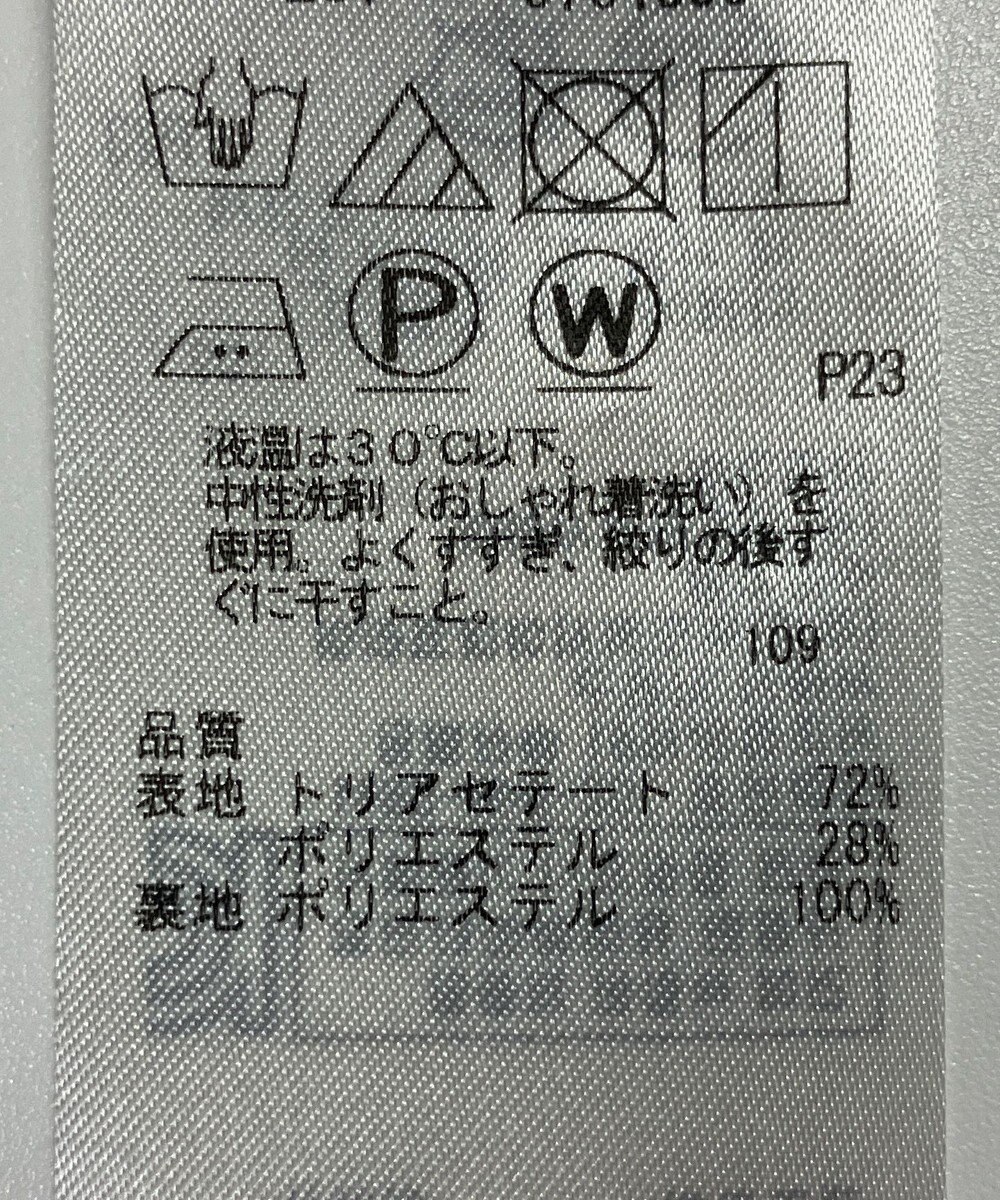 P
W
P23
液温は30℃以下。
中性洗剤(おしゃれ着洗い)を
使用。よくすすぎ、絞りの後す
ぐに干すこと。
109
品質
表地 トリアセテート 72%
ポリエステル 28%
裏地 ポリエステル 100%